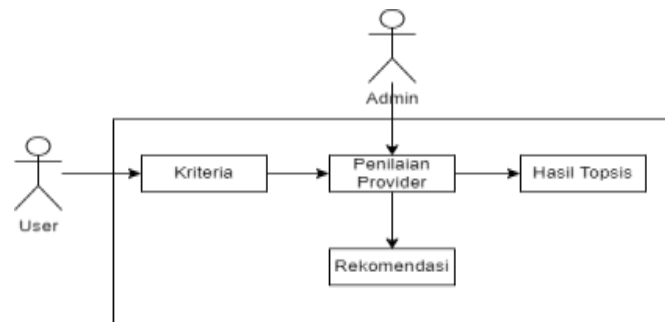 Admin
User
Kriteria
Penilaian
Provider
Hasil Topsis
Rekomendasi